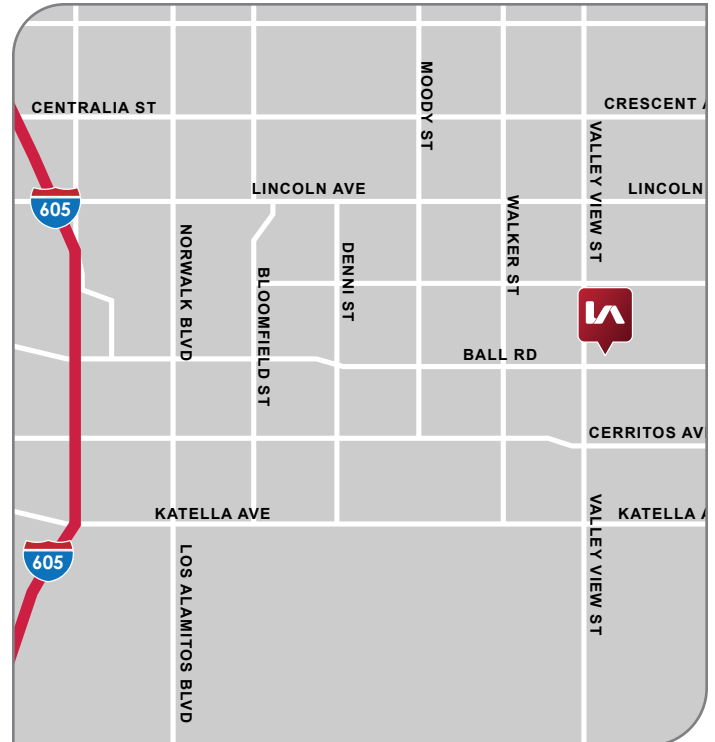 MOODY ST
CENTRALIA ST
CRESCENT A
VALLEY VIEW ST
LINCOLN AVE
LINCOLN
605
WALKER ST
NORWALK BLVD
DENNI ST
BLOOMFIELD ST
LA
BALL RD
CERRITOS AV
KATELLA AVE
KATELLA A
VALLEY VIEW ST
605
LOS ALAMITOS BLVD